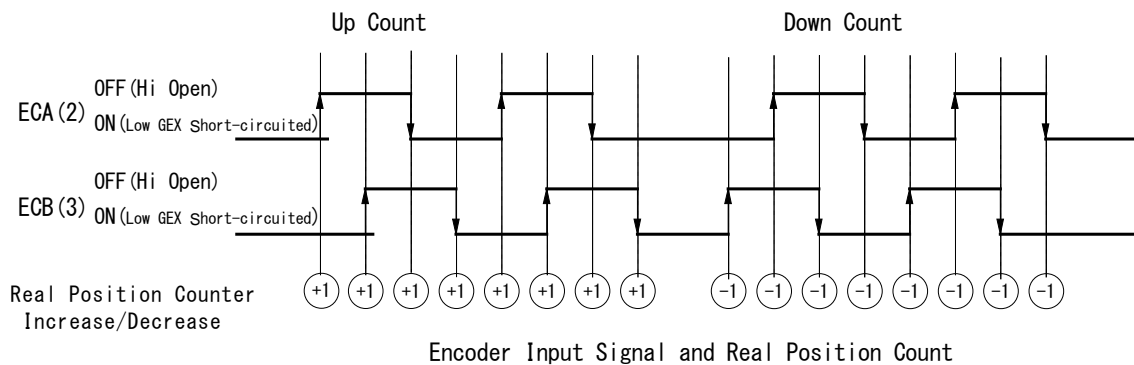 Up Count
Down Count
OFF(Hi Open)
ECA(2)
ON(Low GEX Short-circuited)
OFF(Hi Open)
ECB(3)
ON(Low GEX Short-circuited)
Real Position Counter
Increase/Decrease
+1 +1 +1 +1 +1 +1 +1 +1 -1 -1 -1 -1 -1 -1 -1 -1
Encoder Input Signal and Real Position Count